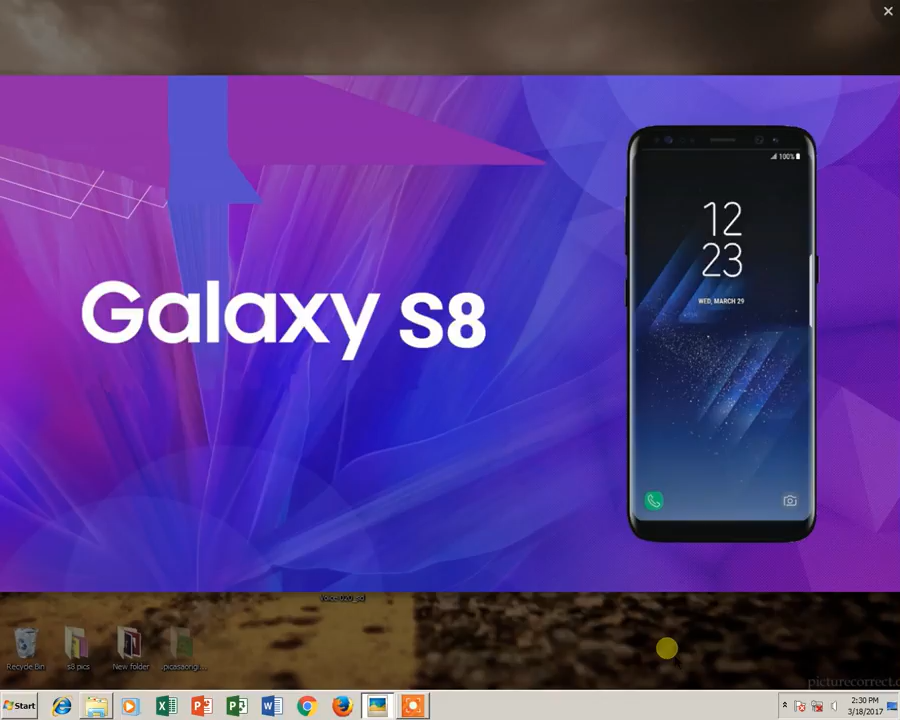 100%
12
23
WED, MARCH 29
Galaxy S8
Recycle Bin
s8 pics
New folder
picasaorigi...
picturecorrect.c
Start
2:30 PM
3/18/2017